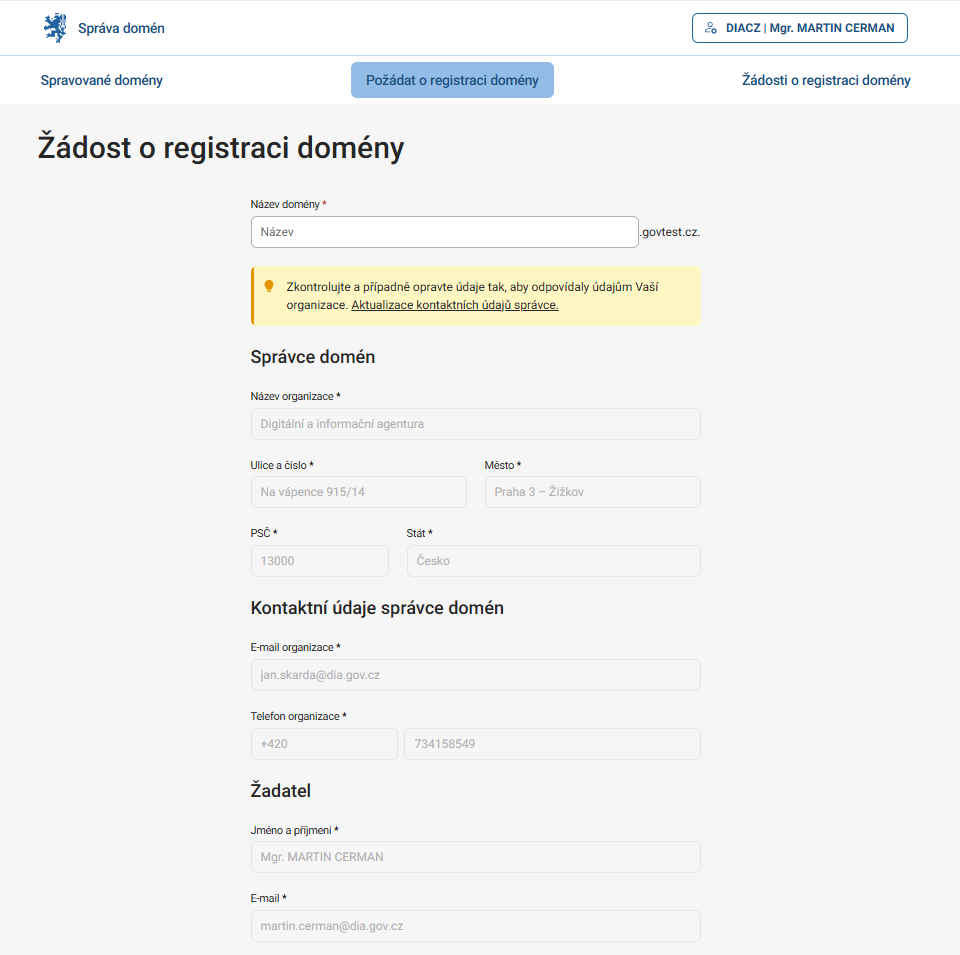 Správa domén
DIACZ | Mgr. MARTIN CERMAN
Spravované domény
Požádat o registraci domény
Žádosti o registraci domény
Žádost o registraci domény
Název domény *
Název
.govtest.cz.
Zkontrolujte a případně opravte údaje tak, aby odpovídaly údajům Vaší
organizace. Aktualizace kontaktních údajů správce.
Správce domén
Název organizace *
Digitální a informační agentura
Ulice a číslo *
Město *
Na vápence 915/14
Praha 3 – Žižkov
PSČ *
Stát *
13000
Česko
Kontaktní údaje správce domén
E-mail organizace *
jan.skarda@dia.gov.cz
Telefon organizace *
+420
734158549
Žadatel
Jméno a příjmení *
Mgr. MARTIN CERMAN
E-mail *
martin.cerman@dia.gov.cz